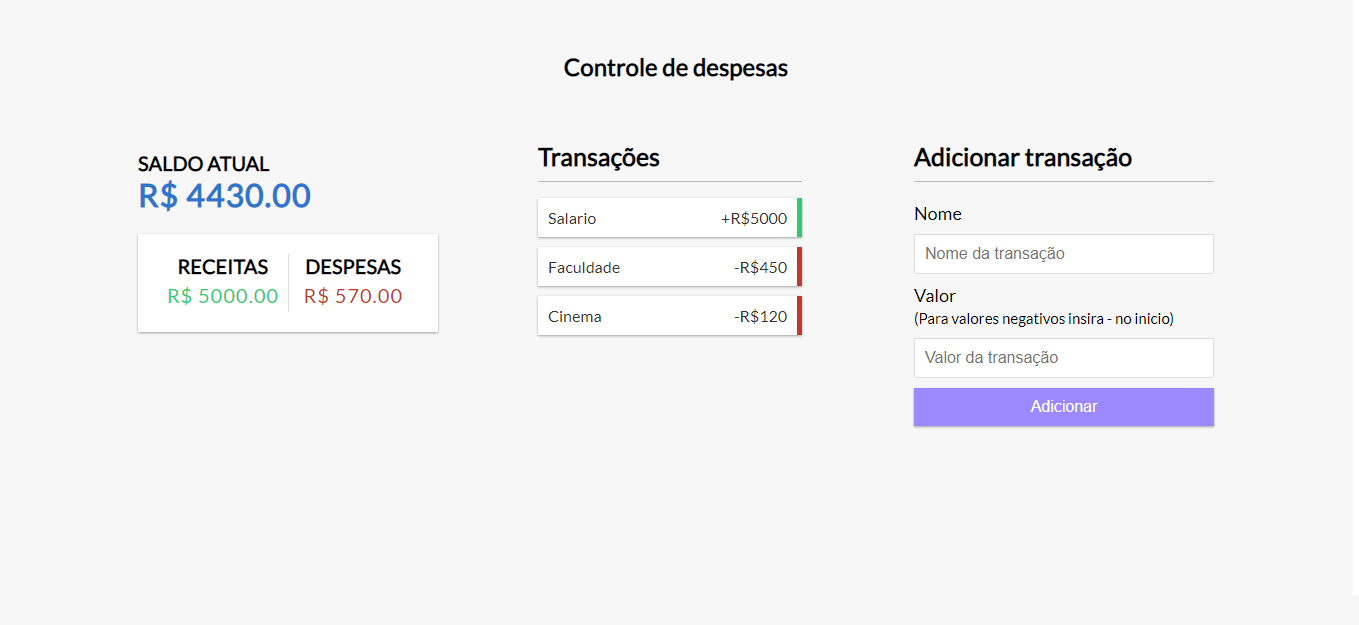 Controle de despesas
SALDO ATUAL
R$ 4430.00
RECEITAS
R$ 5000.00
DESPESAS
R$ 570.00
Transações
Salario +R$5000
Faculdade -R$450
Cinema -R$120
Adicionar transação
Nome
Nome da transação
Valor
(Para valores negativos insira - no inicio)
Valor da transação
Adicionar